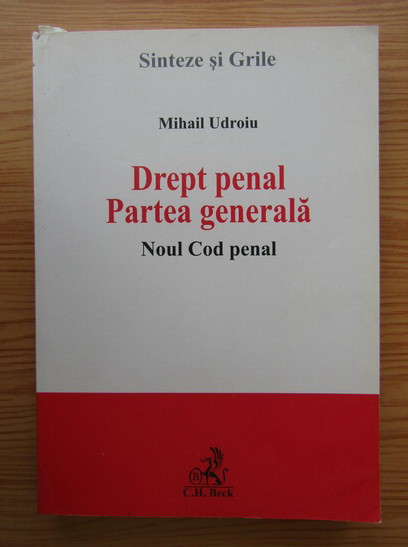 Sinteze şi Grile
Mihail Udroiu
Drept penal
Partea generală
Noul Cod penal
B
C.H. Beck